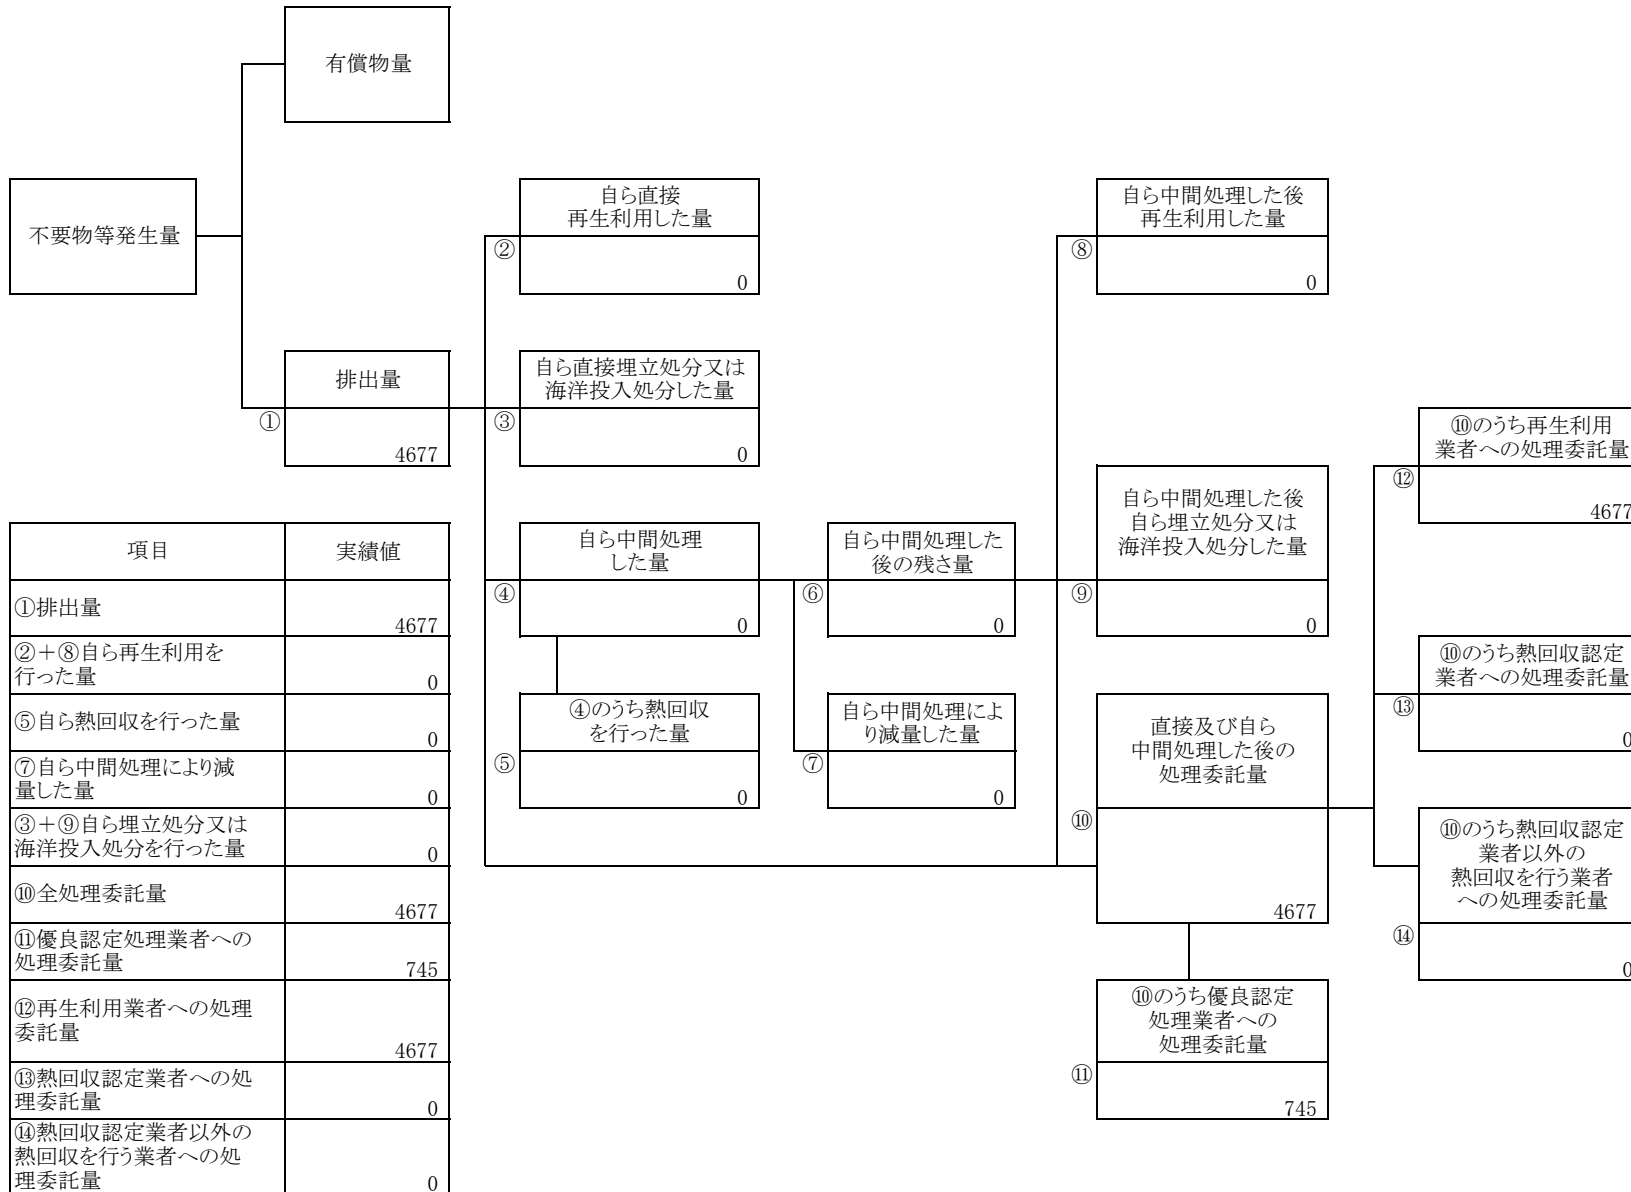 有償物量
不要物等発生量
自ら直接
再生利用した量
②
0
自ら中間処理した後
再生利用した量
⑧
0
排出量
①
4677
自ら直接埋立処分又は
海洋投入処分した量
③
0
⑩のうち再生利用
業者への処理委託量
⑫
4677
自ら中間処理
した量
④
0
自ら中間処理した
後の残さ量
⑥
0
自ら中間処理した後
自ら埋立処分又は
海洋投入処分した量
⑨
0
⑩のうち熱回収認定
業者への処理委託量
⑬
0
④のうち熱回収
を行った量
⑤
0
自ら中間処理によ
り減量した量
⑦
0
直接及び自ら
中間処理した後の
処理委託量
⑩
4677
⑩のうち熱回収認定
業者以外の
熱回収を行う業者
への処理委託量
⑭
0
⑩のうち優良認定
処理業者への
処理委託量
⑪
745
項目 実績値
①排出量
4677
②+⑧自ら再生利用を
行った量
0
⑤自ら熱回収を行った量
0
⑦自ら中間処理により減
量した量
0
③+⑨自ら埋立処分又は
海洋投入処分を行った量
0
⑩全処理委託量
4677
⑪優良認定処理業者への
処理委託量
745
⑫再生利用業者への処理
委託量
4677
⑬熱回収認定業者への処
理委託量
0
⑭熱回収認定業者以外の
熱回収を行う業者への処
理委託量
0